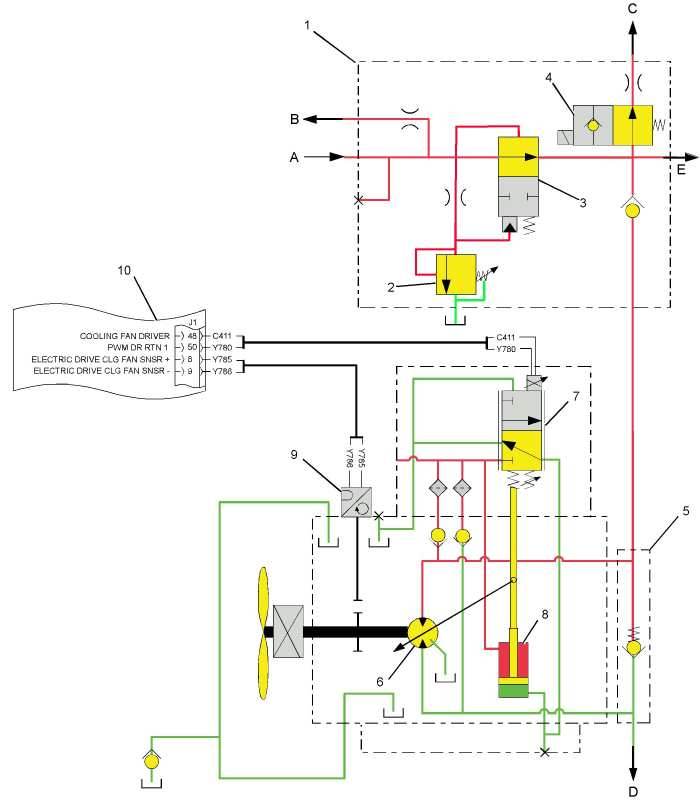 C
1
4
B
A
E
3
2
10
J1
COOLING FAN DRIVER 48 C411
PWM DR RTN 1 50 Y780
ELECTRIC DRIVE CLG FAN SNSR + 8 Y785
ELECTRIC DRIVE CLG FAN SNSR - 9 Y786
C411
Y780
7
9
Y786
Y785
5
8
6
D